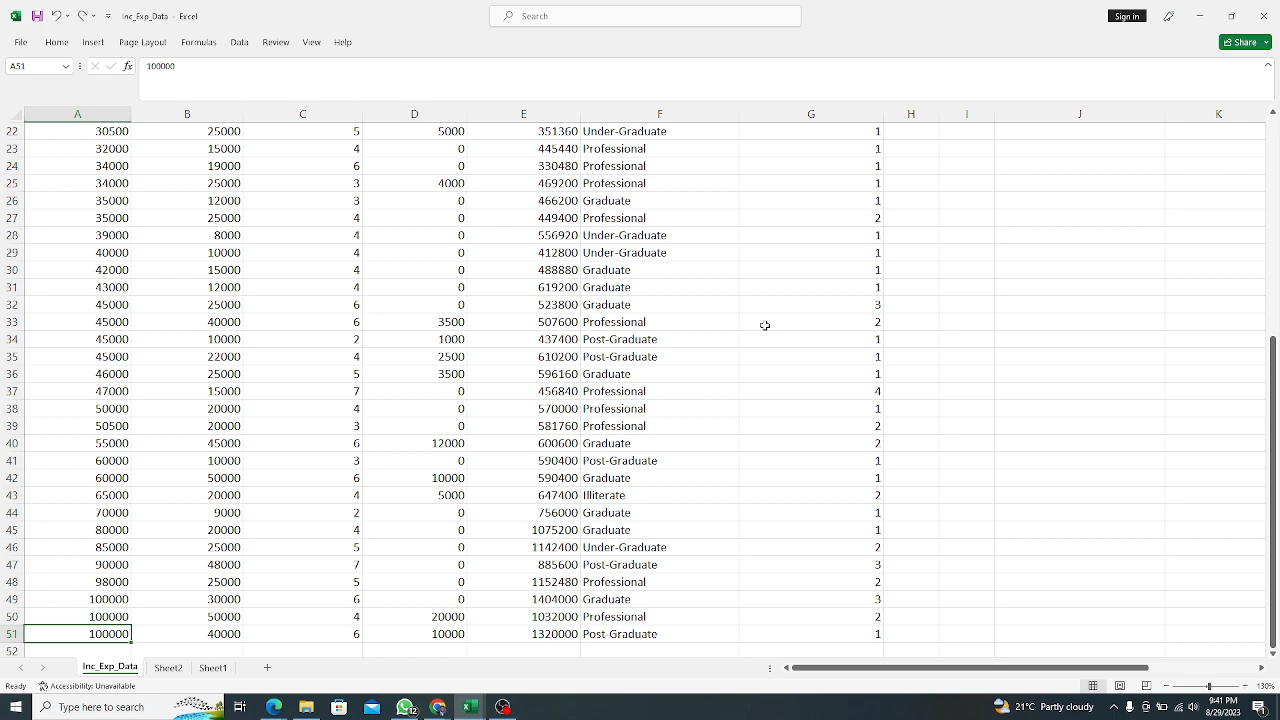 Inc_Exp_Data - Excel
Search
Sign in
File Home Insert Page Layout Formulas Data Review View Help
Share
A51 fx 100000
A B C D E F G H I J K
22 30500 25000 5 5000 351360 Under-Graduate 1
23 32000 15000 4 0 445440 Professional 1
24 34000 19000 6 0 330480 Professional 1
25 34000 25000 3 4000 469200 Professional 1
26 35000 12000 3 0 466200 Graduate 1
27 35000 25000 4 0 449400 Professional 2
28 39000 8000 4 0 556920 Under-Graduate 1
29 40000 10000 4 0 412800 Under-Graduate 1
30 42000 15000 4 0 488880 Graduate 1
31 43000 12000 4 0 619200 Graduate 1
32 45000 25000 6 0 523800 Graduate 3
33 45000 40000 6 3500 507600 Professional 2
34 45000 10000 2 1000 437400 Post-Graduate 1
35 45000 22000 4 2500 610200 Post-Graduate 1
36 46000 25000 5 3500 596160 Graduate 1
37 47000 15000 7 0 456840 Professional 4
38 50000 20000 4 0 570000 Professional 1
39 50500 20000 3 0 581760 Professional 2
40 55000 45000 6 12000 600600 Graduate 2
41 60000 10000 3 0 590400 Post-Graduate 1
42 60000 50000 6 10000 590400 Graduate 1
43 65000 20000 4 5000 647400 Illiterate 2
44 70000 9000 2 0 756000 Graduate 1
45 80000 20000 4 0 1075200 Graduate 1
46 85000 25000 5 0 1142400 Under-Graduate 2
47 90000 48000 7 0 885600 Post-Graduate 3
48 98000 25000 5 0 1152480 Professional 2
49 100000 30000 6 0 1404000 Graduate 3
50 100000 50000 4 20000 1032000 Professional 2
51 100000 40000 6 10000 1320000 Post-Graduate 1
52
Inc_Exp_Data Sheet2 Sheet1
Ready Accessibility: Unavailable 130%
Type here to search
21°C Partly cloudy
9:41 PM
8/29/2023